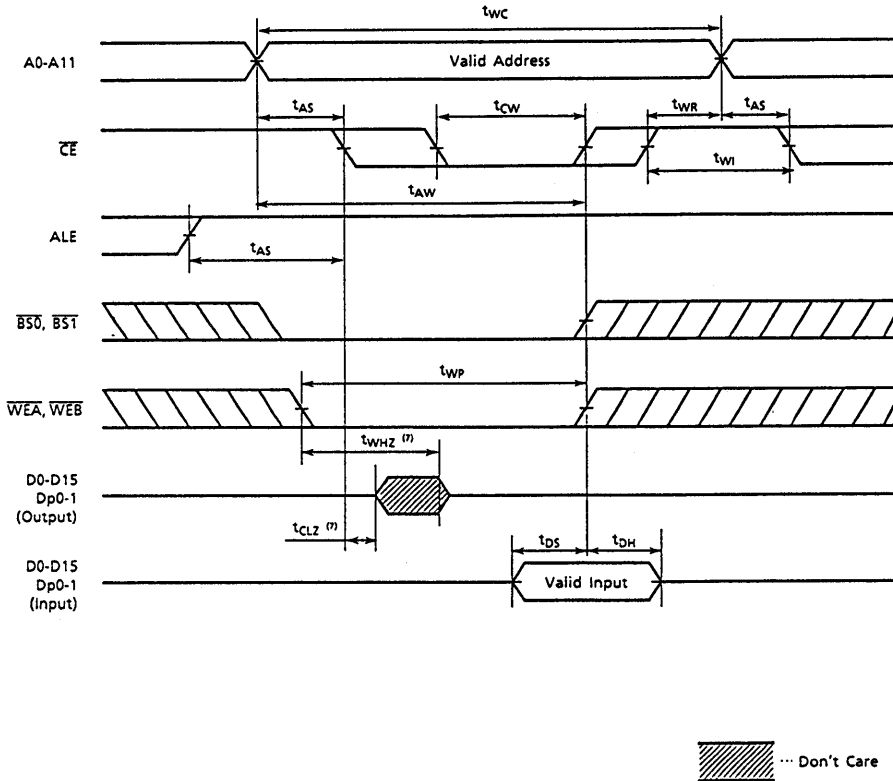 tWC
A0-A11
Valid Address
tAS
tCW
tWR
tAS
CE
tWI
tAW
ALE
tAS
BS0, BS1
tWP
WEA, WEB
tWHZ (7)
D0-D15
Dp0-1
(Output)
tCLZ (7)
tDS
tDH
D0-D15
Dp0-1
(Input)
Valid Input
··· Don't Care